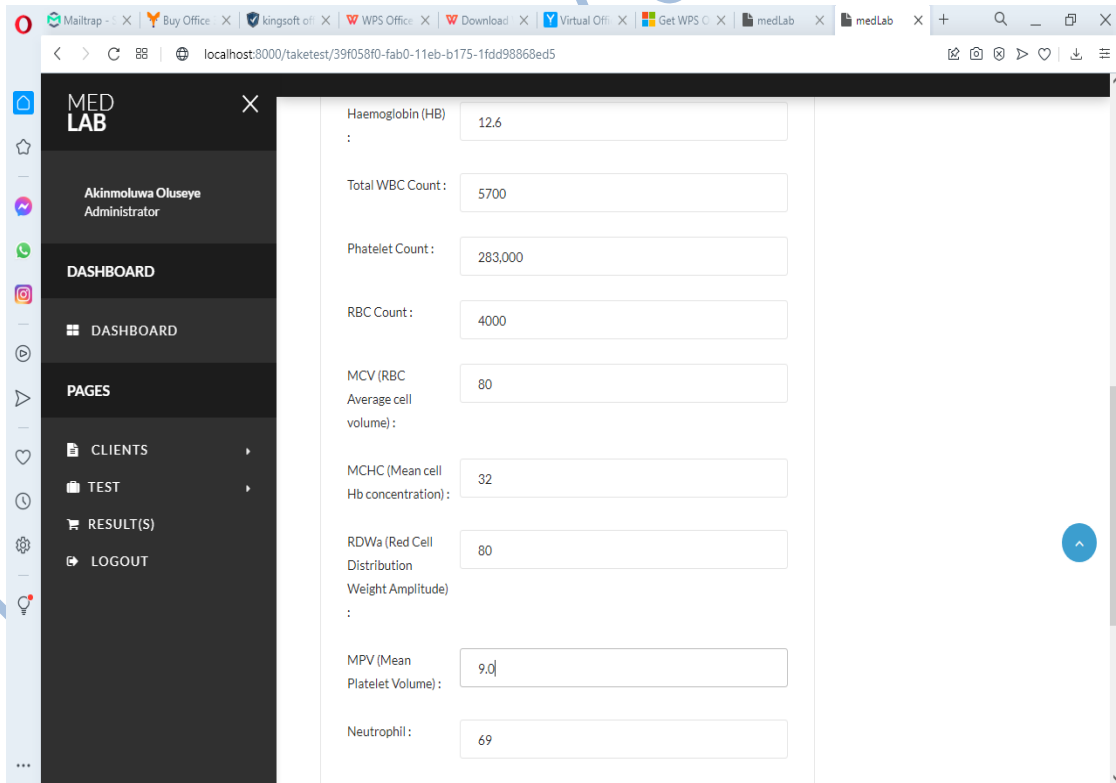 Mailtrap - S
Buy Office
kingsoft off
WPS Office
Download
Virtual Offi
Get WPS O
medLab
medLab
localhost:8000/taketest/39f058f0-fab0-11eb-b175-1fdd98868ed5
MED
LAB
Akinmoluwa Oluseye
Administrator
DASHBOARD
DASHBOARD
PAGES
CLIENTS
TEST
RESULT(S)
LOGOUT
Haemoglobin (HB)
:
12.6
Total WBC Count :
5700
Phatelet Count :
283,000
RBC Count :
4000
MCV (RBC
Average cell
volume) :
80
MCHC (Mean cell
Hb concentration) :
32
RDWa (Red Cell
Distribution
Weight Amplitude)
:
80
MPV (Mean
Platelet Volume) :
9.0
Neutrophil :
69